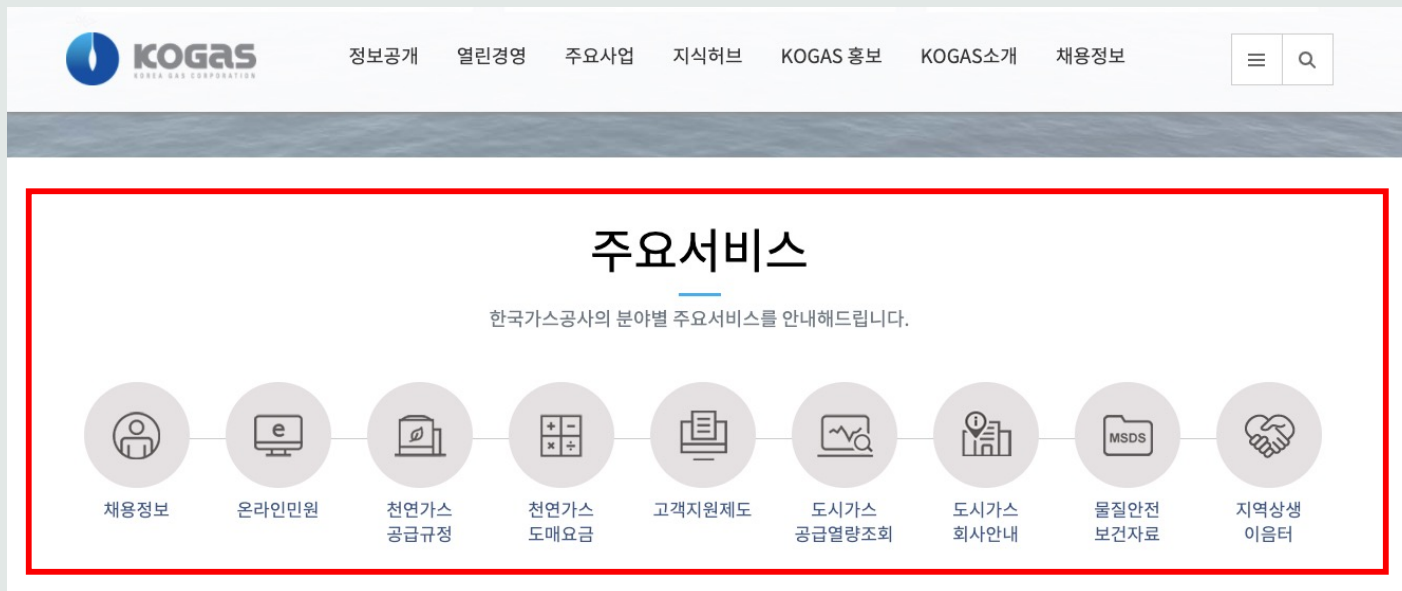 KOGAS
KOREA GAS CORPORATION
정보공개 열린경영 주요사업 지식허브 KOGAS 홍보 KOGAS소개 채용정보
주요서비스
한국가스공사의 분야별 주요서비스를 안내해드립니다.
e
+ - × ÷
i
MSDS
채용정보
온라인민원
천연가스
공급규정
천연가스
도매요금
고객지원제도
도시가스
공급열량조회
도시가스
회사안내
물질안전
보건자료
지역상생
이음터